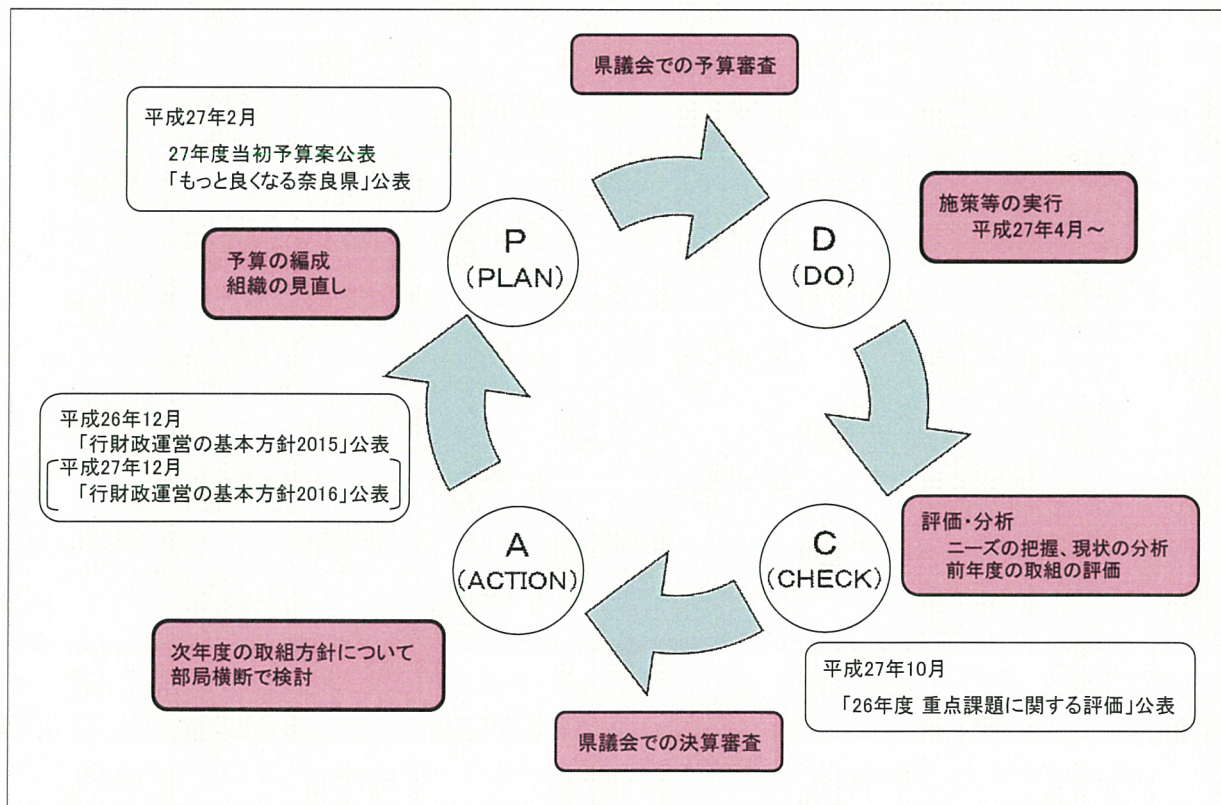 県議会での予算審査
平成27年2月
27年度当初予算案公表
「もっと良くなる奈良県」公表
予算の編成
組織の見直し
P
(PLAN)
D
(DO)
施策等の実行
平成27年4月～
平成26年12月
「行財政運営の基本方針2015」公表
平成27年12月
「行財政運営の基本方針2016」公表
A
(ACTION)
C
(CHECK)
評価・分析
ニーズの把握、現状の分析
前年度の取組の評価
次年度の取組方針について
部局横断で検討
平成27年10月
「26年度 重点課題に関する評価」公表
県議会での決算審査